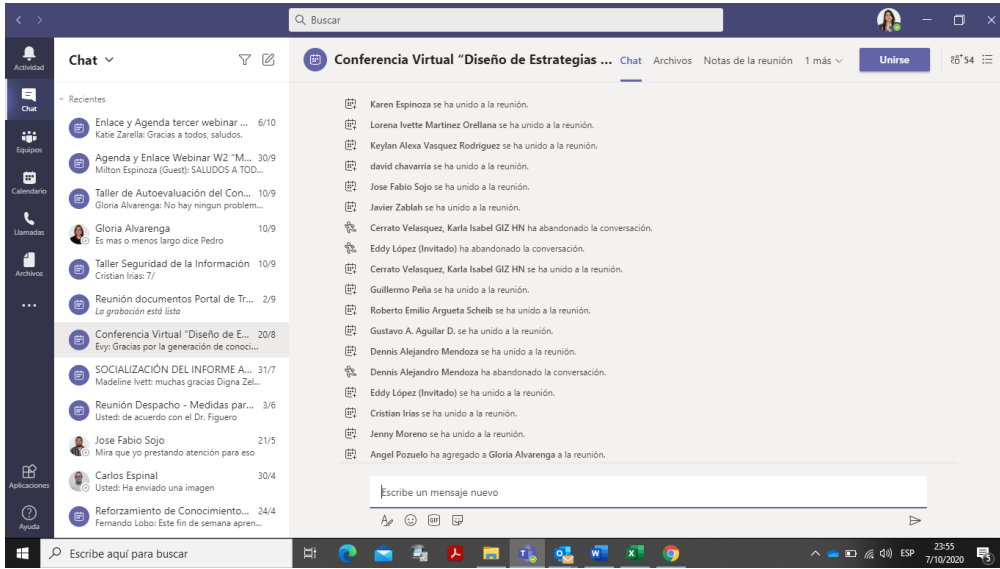 Buscar
Actividad
Chat
Equipos
Calendario
Llamadas
Archivos
Aplicaciones
Ayuda
Chat
Recientes
Enlace y Agenda tercer webinar ... 6/10
Katie Zarella: Gracias a todos, saludos.
Agenda y Enlace Webinar W2 "M... 30/9
Milton Espinoza (Guest): SALUDOS A TOD...
Taller de Autoevaluación del Con... 10/9
Gloria Alvarenga: No hay ningun problem...
Gloria Alvarenga 10/9
Es mas o menos largo dice Pedro
Taller Seguridad de la Información 10/9
Cristian Irias: 7/
Reunión documentos Portal de Tr... 2/9
La grabación está lista
Conferencia Virtual "Diseño de E... 20/8
Evy: Gracias por la generación de conoci...
SOCIALIZACIÓN DEL INFORME A... 31/7
Madeline Ivett: muchas gracias Digna Zel...
Reunión Despacho - Medidas par... 3/6
Usted: de acuerdo con el Dr. Figuero
Jose Fabio Sojo 21/5
Mira que yo prestando atención para eso
Carlos Espinal 30/4
Usted: Ha enviado una imagen
Reforzamiento de Conocimiento... 24/4
Fernando Lobo: Este fin de semana apren...
Conferencia Virtual "Diseño de Estrategias ... Chat Archivos Notas de la reunión 1 más Unirse 54
Karen Espinoza se ha unido a la reunión.
Lorena Ivette Martinez Orellana se ha unido a la reunión.
Keylan Alexa Vasquez Rodriguez se ha unido a la reunión.
david chavarría se ha unido a la reunión.
Jose Fabio Sojo se ha unido a la reunión.
Javier Zablah se ha unido a la reunión.
Cerrato Velasquez, Karla Isabel GIZ HN ha abandonado la conversación.
Eddy López (Invitado) ha abandonado la conversación.
Cerrato Velasquez, Karla Isabel GIZ HN se ha unido a la reunión.
Guillermo Peña se ha unido a la reunión.
Roberto Emilio Argueta Scheib se ha unido a la reunión.
Gustavo A. Aguilar D. se ha unido a la reunión.
Dennis Alejandro Mendoza se ha unido a la reunión.
Dennis Alejandro Mendoza ha abandonado la conversación.
Eddy López (Invitado) se ha unido a la reunión.
Cristian Irias se ha unido a la reunión.
Jenny Moreno se ha unido a la reunión.
Angel Pozuelo ha agregado a Gloria Alvarenga a la reunión.
Escribe un mensaje nuevo
GIF
Escribe aquí para buscar
ESP
23:55
7/10/2020